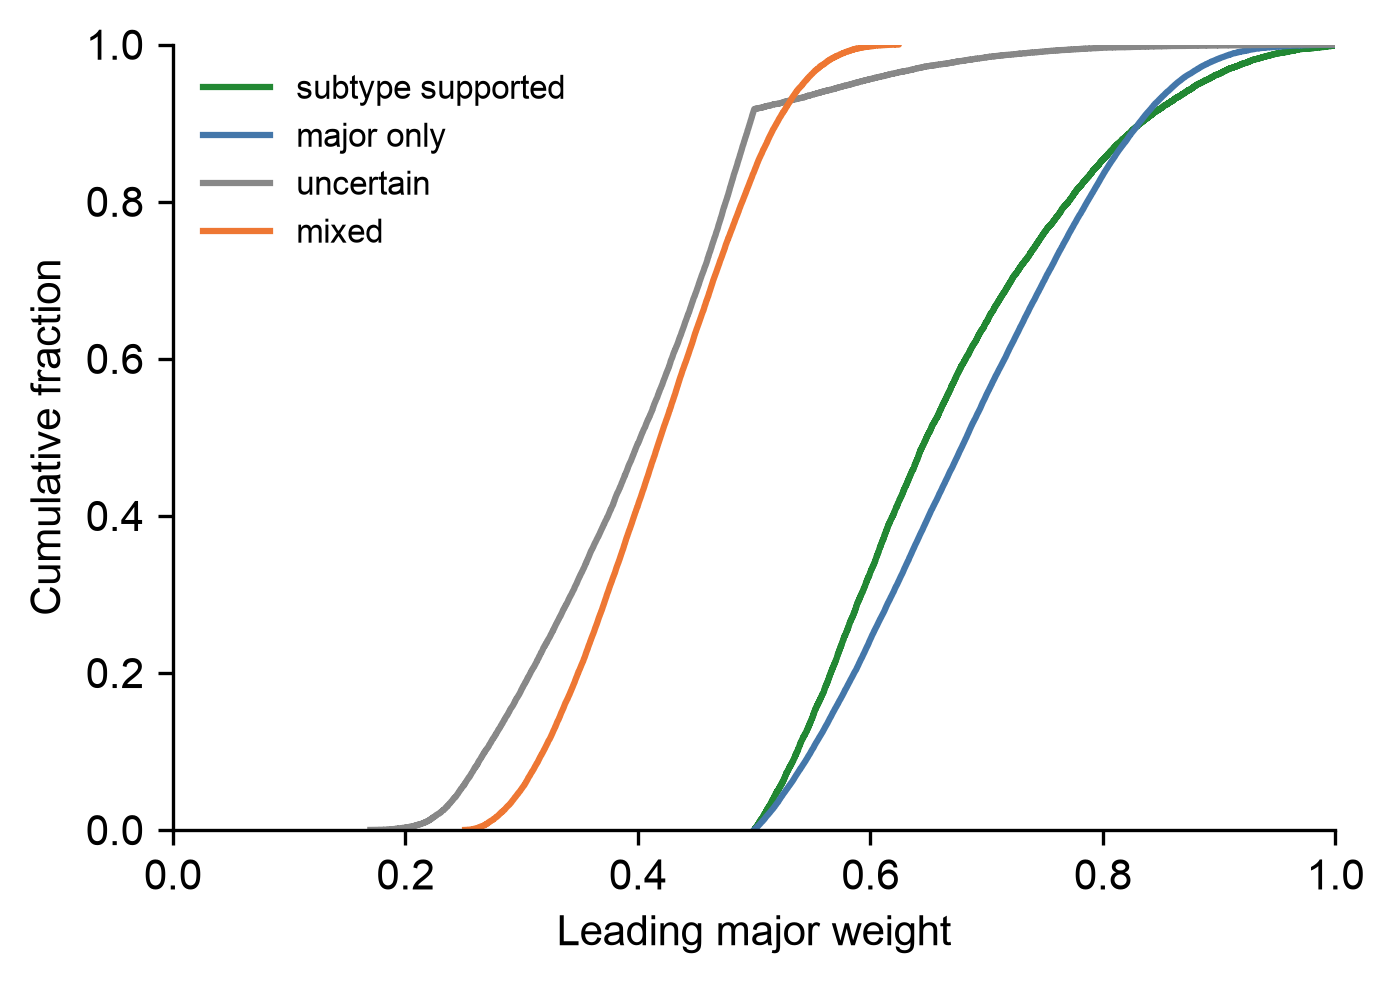 1.0
0.8
0.6
0.4
0.2
0.0
Cumulative fraction
subtype supported
major only
uncertain
mixed
0.0 0.2 0.4 0.6 0.8 1.0
Leading major weight